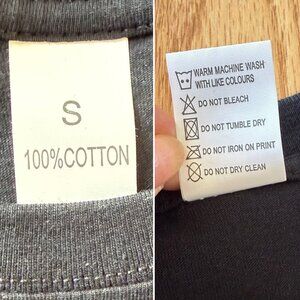 S
100%COTTON
WARM MACHINE WASH
WITH LIKE COLOURS
DO NOT BLEACH
DO NOT TUMBLE DRY
DO NOT IRON ON PRINT
DO NOT DRY CLEAN